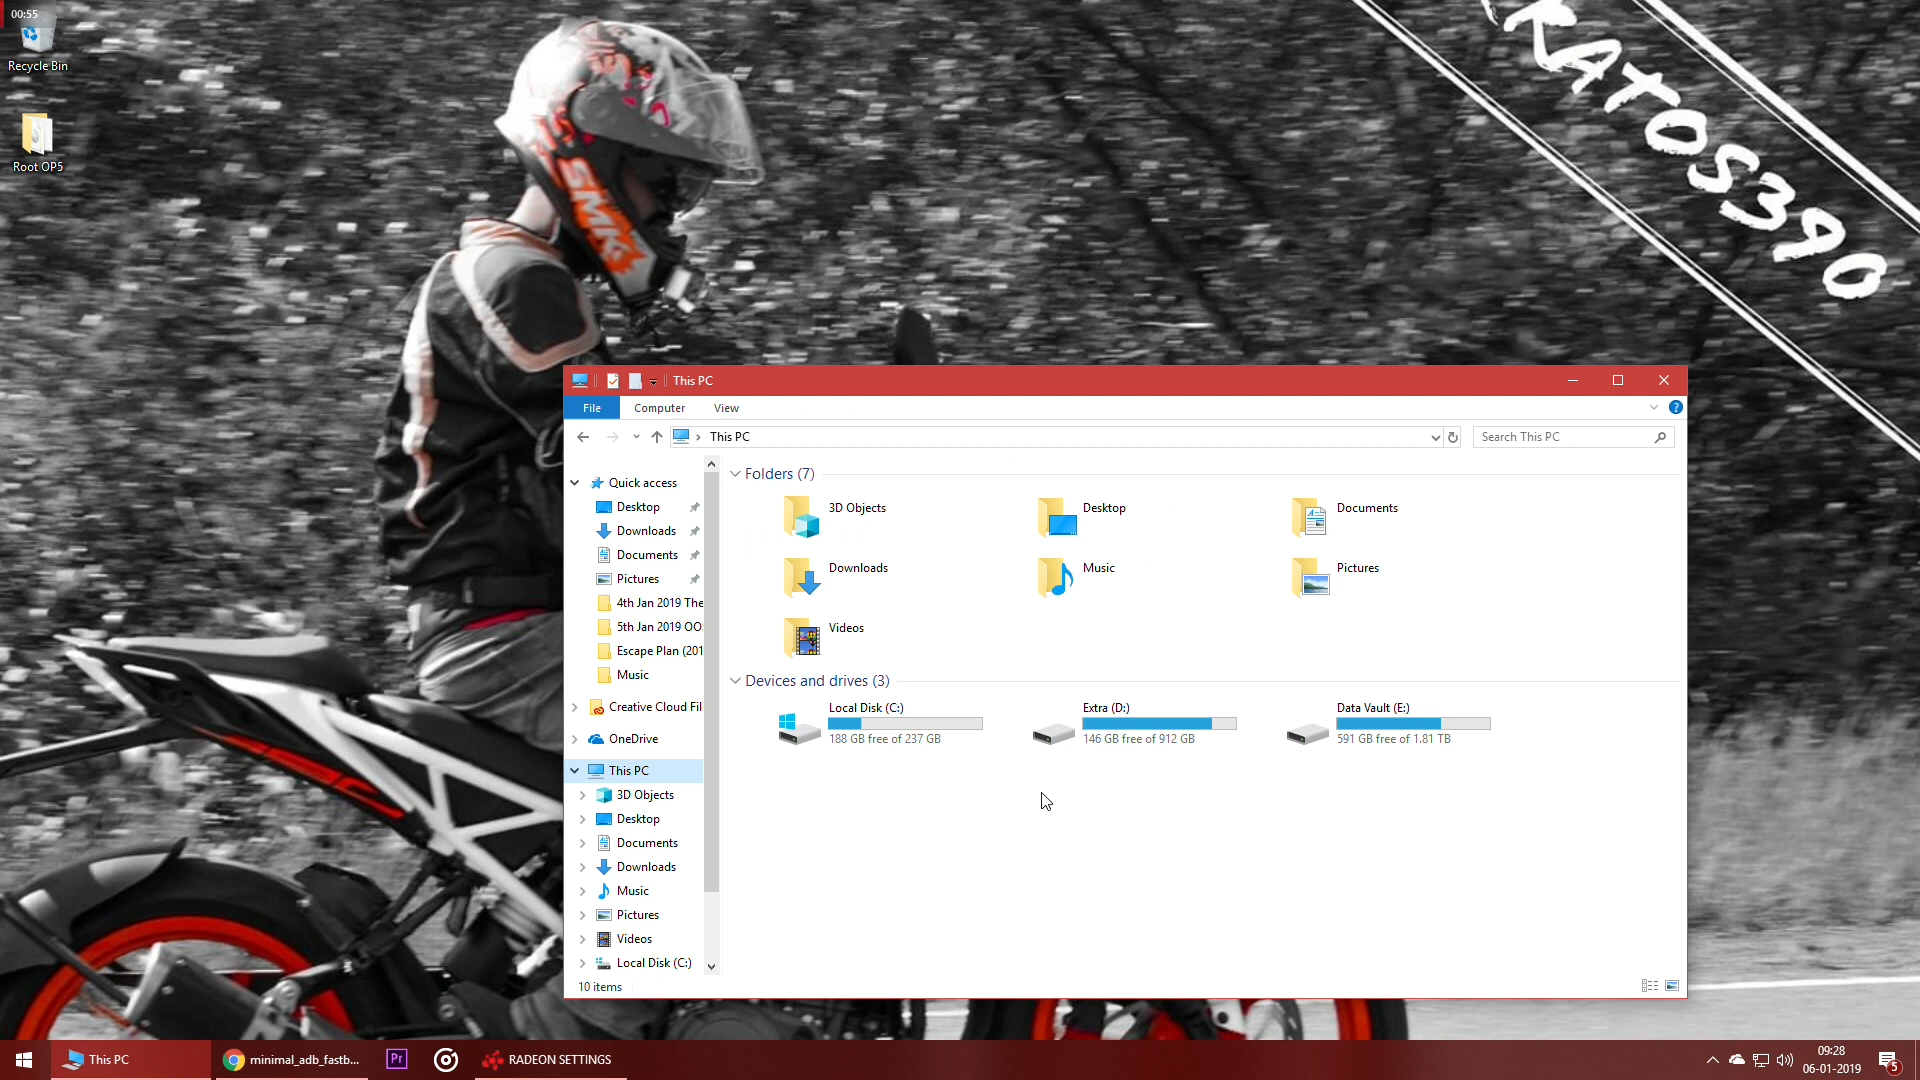 00:55
Recycle Bin
Root OP5
SMK
RATOS390
This PC
File
Computer
View
This PC
Search This PC
Quick access
Desktop
Downloads
Documents
Pictures
4th Jan 2019 The
5th Jan 2019 OO
Escape Plan (201
Music
Creative Cloud Fil
OneDrive
This PC
3D Objects
Desktop
Documents
Downloads
Music
Pictures
Videos
Local Disk (C:)
Folders (7)
3D Objects
Desktop
Documents
Downloads
Music
Pictures
Videos
Devices and drives (3)
Local Disk (C:)
188 GB free of 237 GB
Extra (D:)
146 GB free of 912 GB
Data Vault (E:)
591 GB free of 1.81 TB
10 items
This PC
minimal_adb_fastb...
Pr
RADEON SETTINGS
09:28
06-01-2019
5